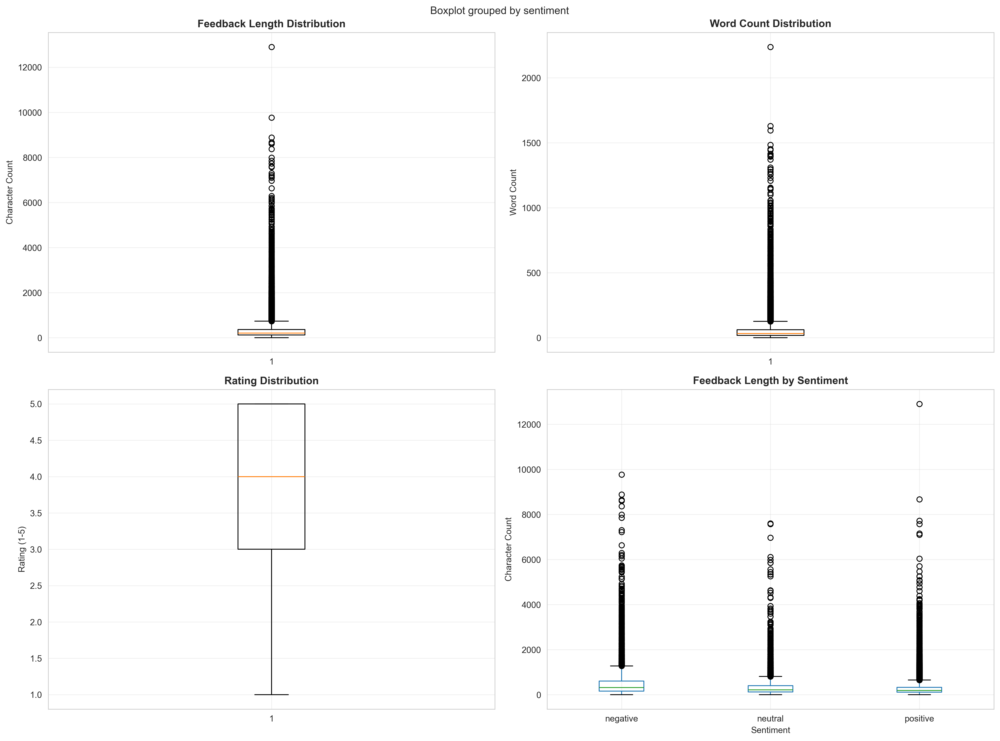 Boxplot grouped by sentiment
Feedback Length Distribution
Character Count
12000
10000
8000
6000
4000
2000
0
1
Word Count Distribution
Word Count
2000
1500
1000
500
0
1
Rating Distribution
Rating (1-5)
5.0
4.5
4.0
3.5
3.0
2.5
2.0
1.5
1.0
1
Feedback Length by Sentiment
Character Count
12000
10000
8000
6000
4000
2000
0
negative neutral positive
Sentiment